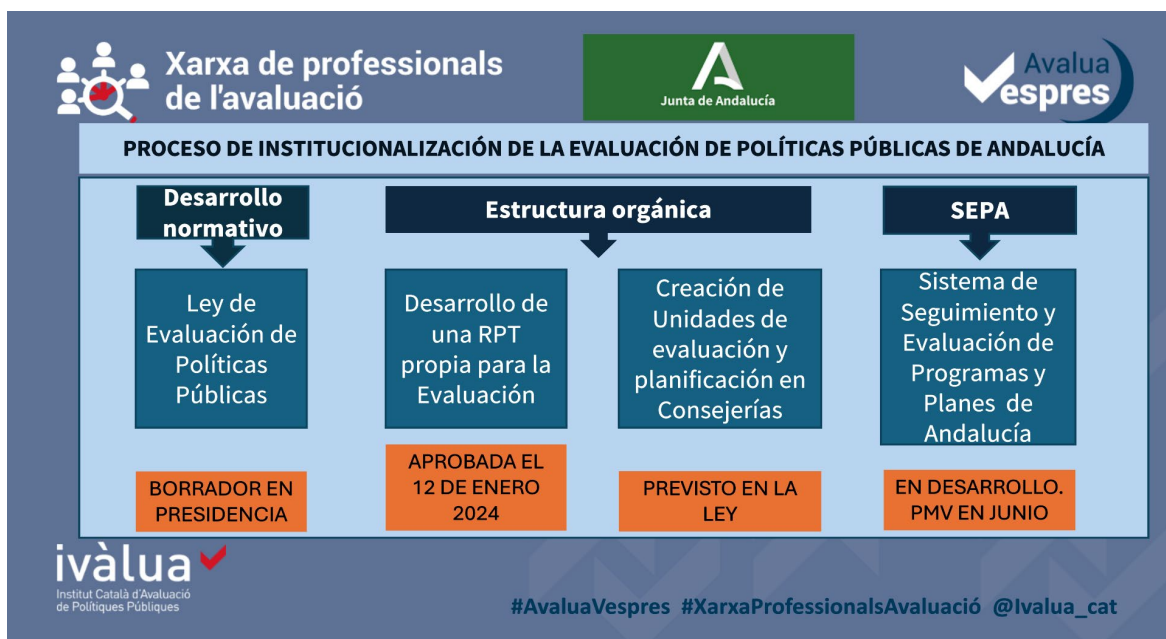 Xarxa de professionals
de l'avaluació
Junta de Andalucía
Avalua
vespres
PROCESO DE INSTITUCIONALIZACIÓN DE LA EVALUACIÓN DE POLÍTICAS PÚBLICAS DE ANDALUCÍA
Desarrollo
normativo
Ley de
Evaluación de
Políticas
Públicas
BORRADOR EN
PRESIDENCIA
Estructura orgánica
Desarrollo de
una RPT
propia para la
Evaluación
APROBADA EL
12 DE ENERO
2024
Creación de
Unidades de
evaluación y
planificación en
Consejerías
PREVISTO EN LA
LEY
SEPA
Sistema de
Seguimiento y
Evaluación de
Programas y
Planes de
Andalucía
EN DESARROLLO.
PMV EN JUNIO
ivàlua
Institut Català d'Avaluació
de Polítiques Públiques
#AvaluaVespres #XarxaProfessionalsAvaluació @Ivalua_cat